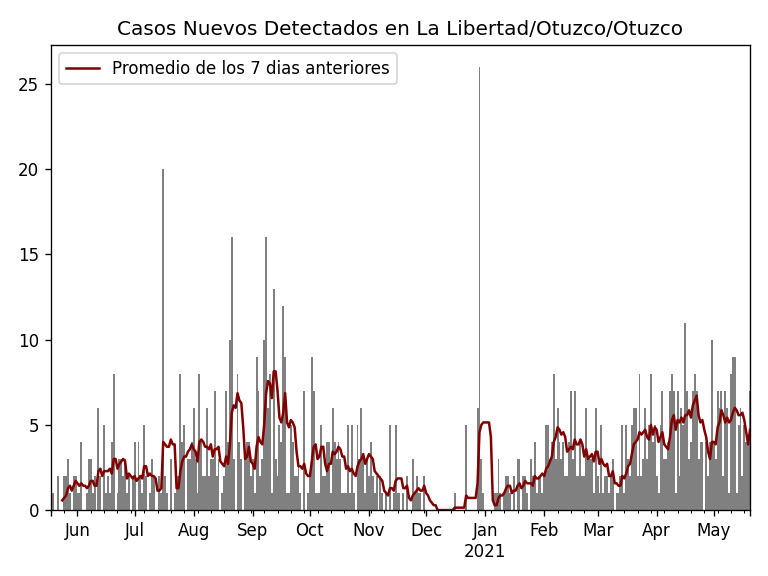 Casos Nuevos Detectados en La Libertad/Otuzco/Otuzco
Promedio de los 7 dias anteriores
25
20
15
10
5
0
Jun Jul Aug Sep Oct Nov Dec Jan Feb Mar Apr May
2021